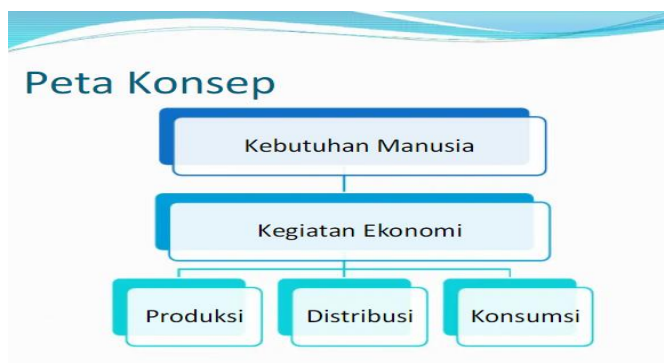 Peta Konsep
Kebutuhan Manusia
Kegiatan Ekonomi
Produksi
Distribusi
Konsumsi